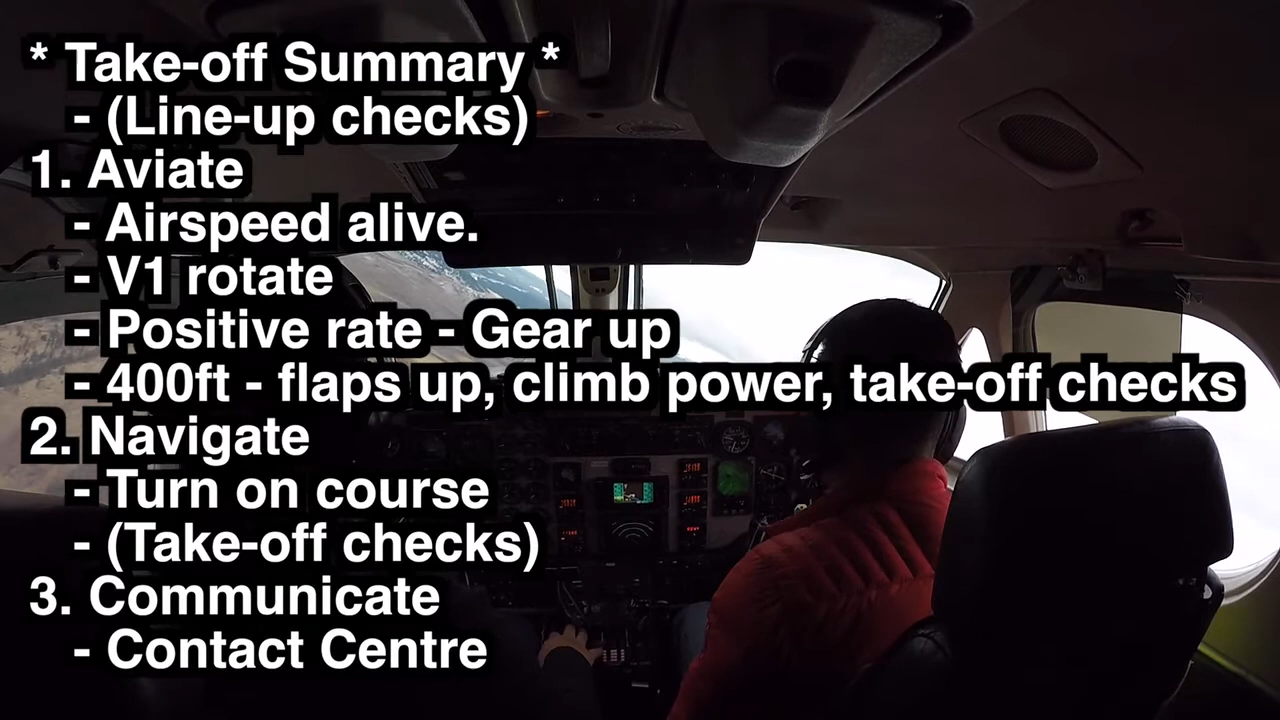 * Take-off Summary *
- (Line-up checks)
1. Aviate
- Airspeed alive.
- V1 rotate
- Positive rate - Gear up
- 400ft - flaps up, climb power, take-off checks
2. Navigate
- Turn on course
- (Take-off checks)
3. Communicate
- Contact Centre